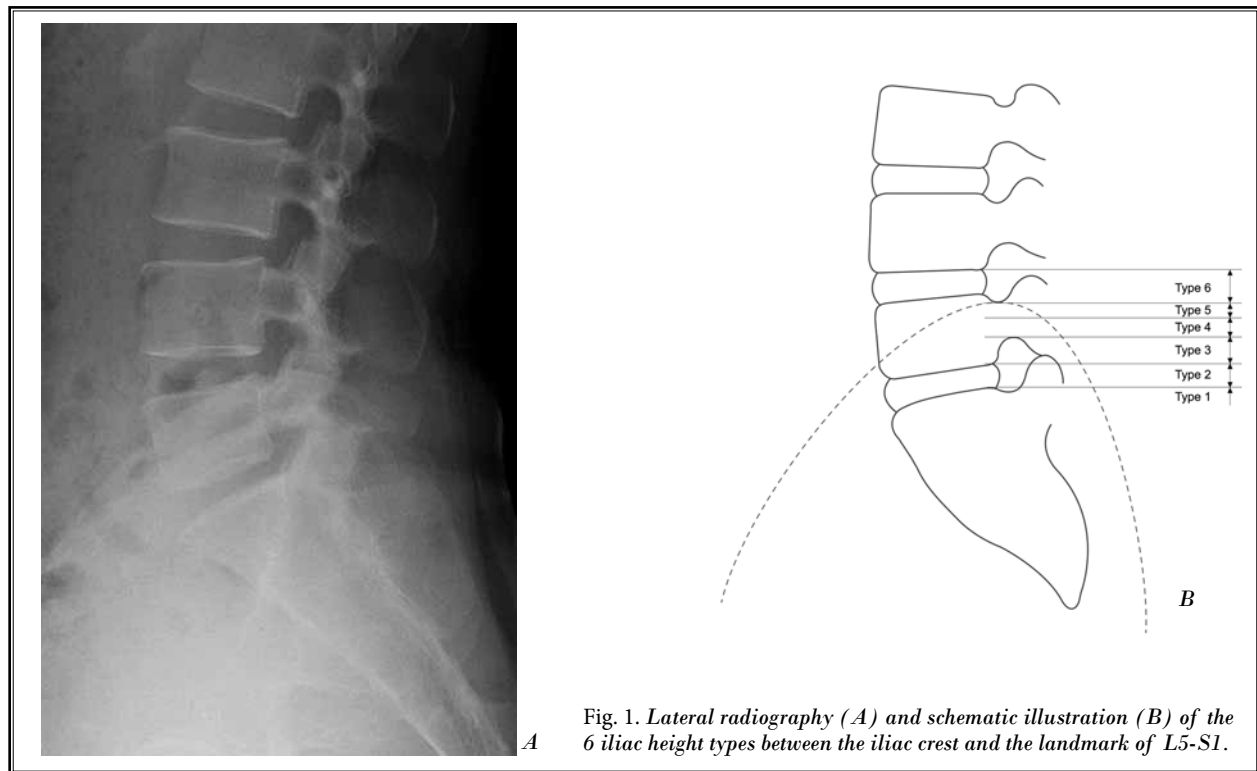 Type 6
Type 5
Type 4
Type 3
Type 2
Type 1
B
A
Fig. 1. Lateral radiography (A) and schematic illustration (B) of the
6 iliac height types between the iliac crest and the landmark of L5-S1.